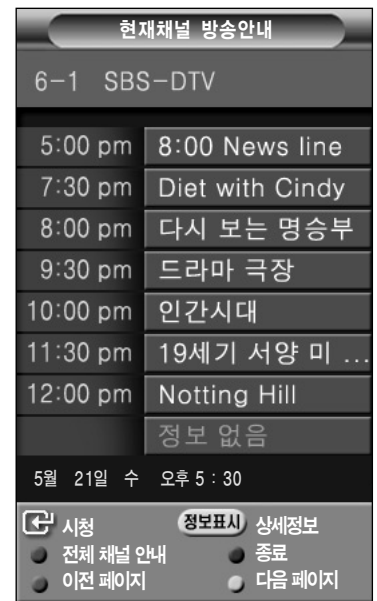 현재채널 방송안내
6-1 SBS-DTV
5:00 pm 8:00 News line
7:30 pm Diet with Cindy
8:00 pm 다시 보는 명승부
9:30 pm 드라마 극장
10:00 pm 인간시대
11:30 pm 19세기 서양 미 ...
12:00 pm Notting Hill
정보 없음
5월 21일 수 오후 5 : 30
시청 정보표시 상세정보
전체 채널 안내 종료
이전 페이지 다음 페이지